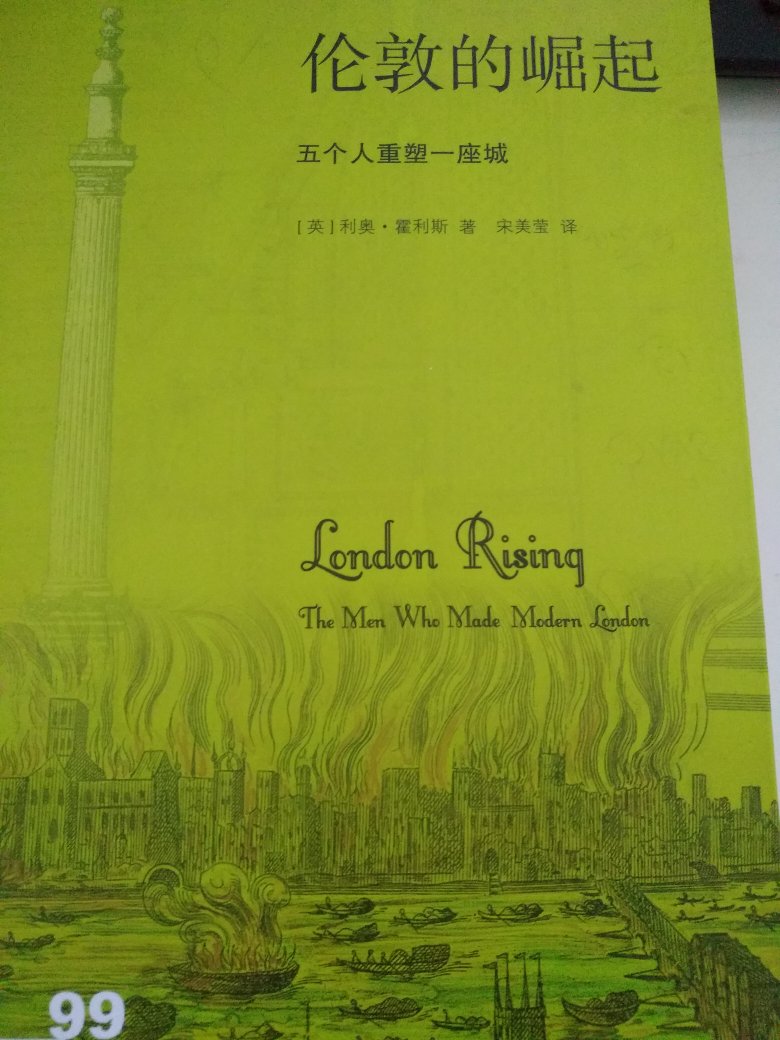 伦敦的崛起
五个人重塑一座城
[英]利奥·霍利斯 著 宋美莹 译
London Rising
The Men Who Made Modern London
99